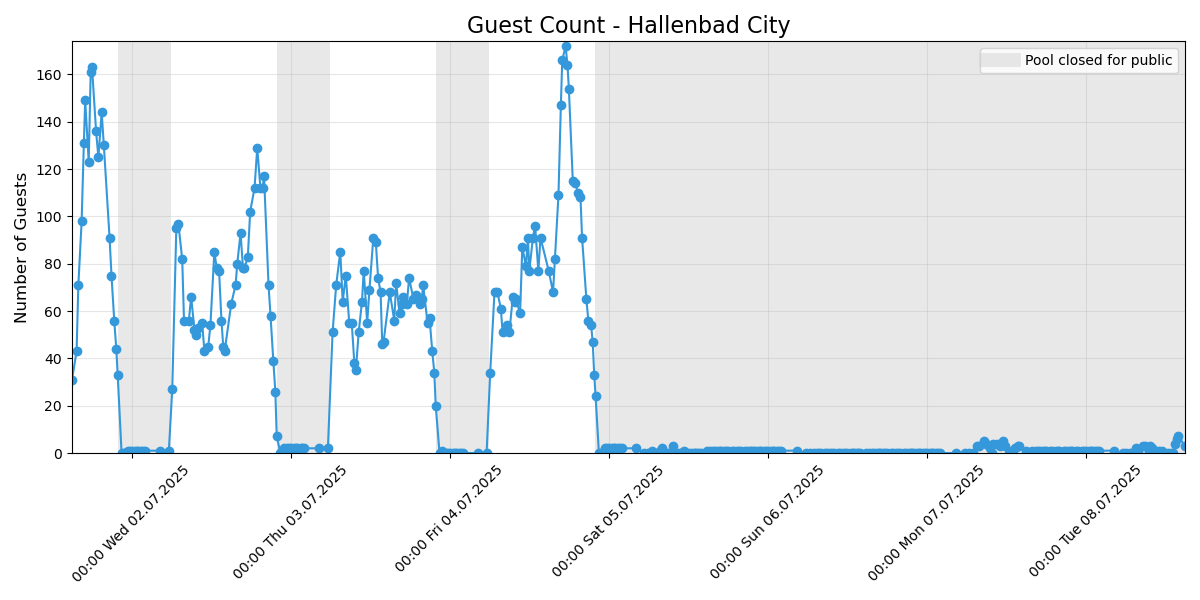 Guest Count - Hallenbad City
Pool closed for public
Number of Guests
160
140
120
100
80
60
40
20
0
00:00 Wed 02.07.2025
00:00 Thu 03.07.2025
00:00 Fri 04.07.2025
00:00 Sat 05.07.2025
00:00 Sun 06.07.2025
00:00 Mon 07.07.2025
00:00 Tue 08.07.2025